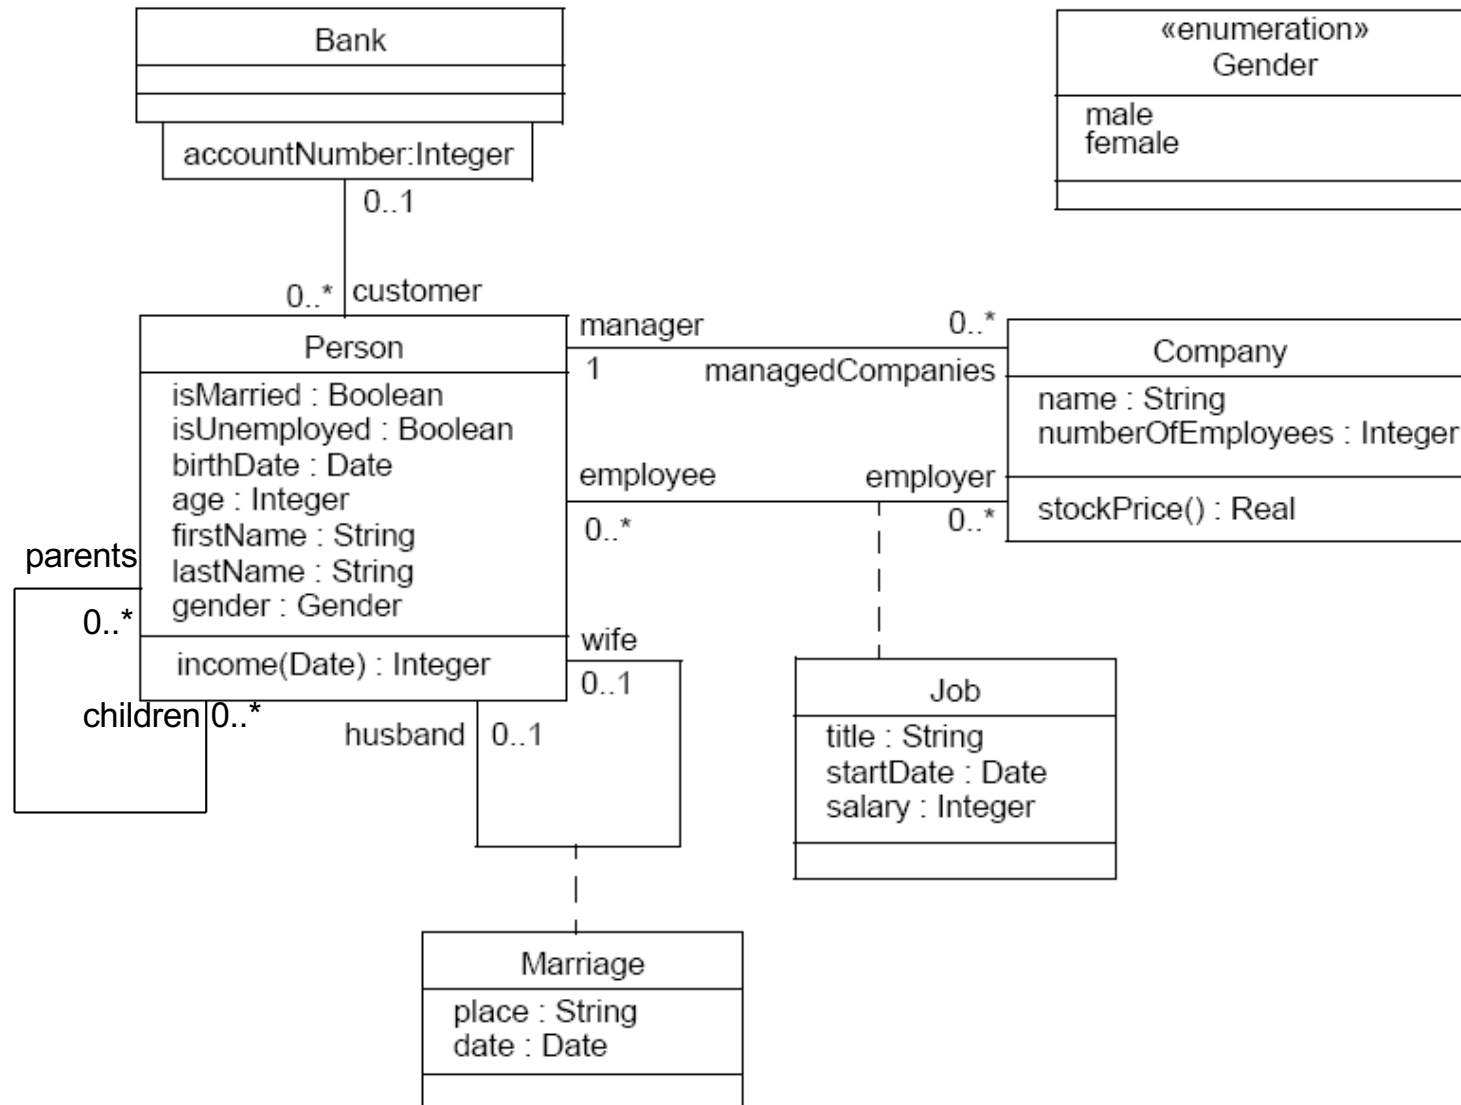 Bank
accountNumber:Integer
0..1
0..* customer
«enumeration»
Gender
male
female
Person
isMarried : Boolean
isUnemployed : Boolean
birthDate : Date
age : Integer
firstName : String
lastName : String
gender : Gender
income(Date) : Integer
manager
1
0..*
managedCompanies
employee
0..*
employer
0..*
Company
name : String
numberOfEmployees : Integer
stockPrice() : Real
parents
0..*
children 0..*
wife
0..1
husband
0..1
Job
title : String
startDate : Date
salary : Integer
Marriage
place : String
date : Date